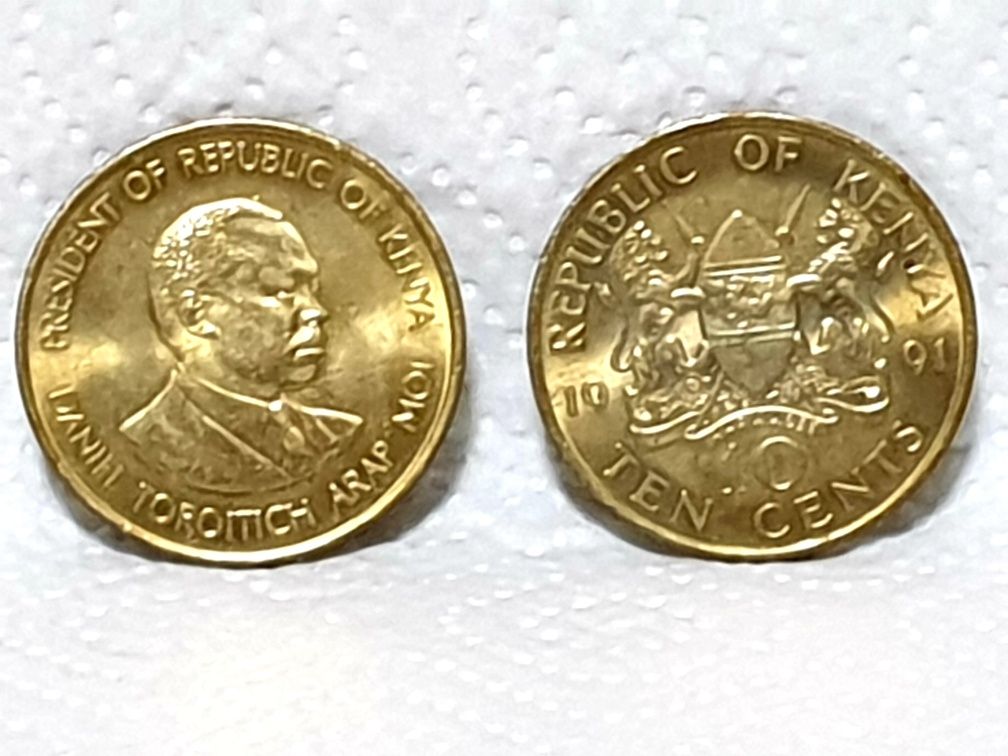 PRESIDENT OF REPUBLIC OF KENYA
DANIEL TOROITICH ARAP MOI
REPUBLIC OF KENYA
19 91
10
TEN CENTS